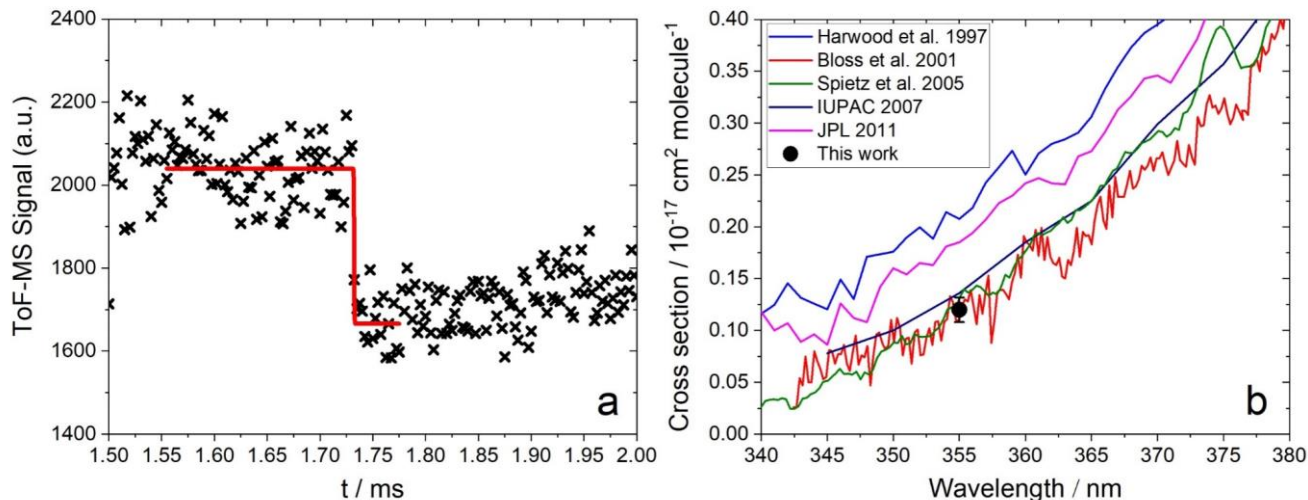 ToF-MS Signal (a.u.)
2400
2200
2000
1800
1600
1400
1.50 1.55 1.60 1.65 1.70 1.75 1.80 1.85 1.90 1.95 2.00
t / ms
a
Cross section / 10⁻¹⁷ cm² molecule⁻¹
0.40
0.35
0.30
0.25
0.20
0.15
0.10
0.05
0.00
Harwood et al. 1997
Bloss et al. 2001
Spietz et al. 2005
IUPAC 2007
JPL 2011
This work
b
340 345 350 355 360 365 370 375 380
Wavelength / nm